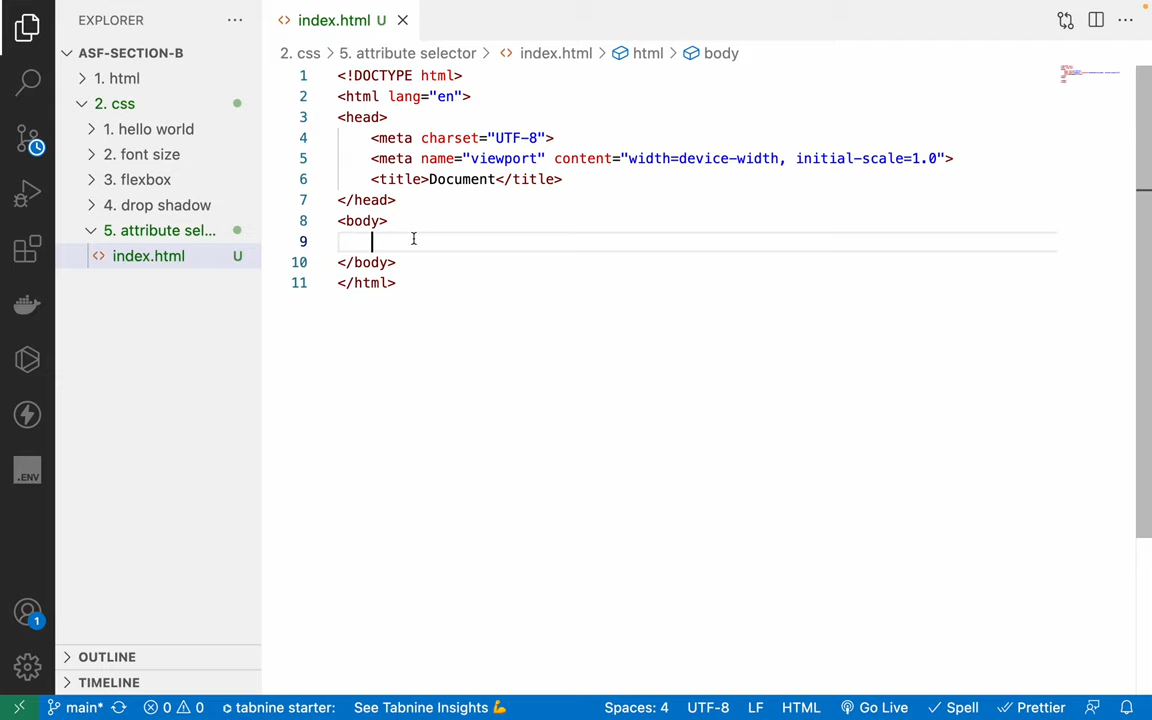 EXPLORER
ASF-SECTION-B
1. html
2. css
1. hello world
2. font size
3. flexbox
4. drop shadow
5. attribute sel...
index.html U
OUTLINE
TIMELINE
.ENV
1
index.html U
2. css > 5. attribute selector > index.html > html > body
1 <!DOCTYPE html>
2 <html lang="en">
3 <head>
4 <meta charset="UTF-8">
5 <meta name="viewport" content="width=device-width, initial-scale=1.0">
6 <title>Document</title>
7 </head>
8 <body>
9
10 </body>
11 </html>
main* 0 0 tabnine starter: See Tabnine Insights Spaces: 4 UTF-8 LF HTML Go Live Spell Prettier